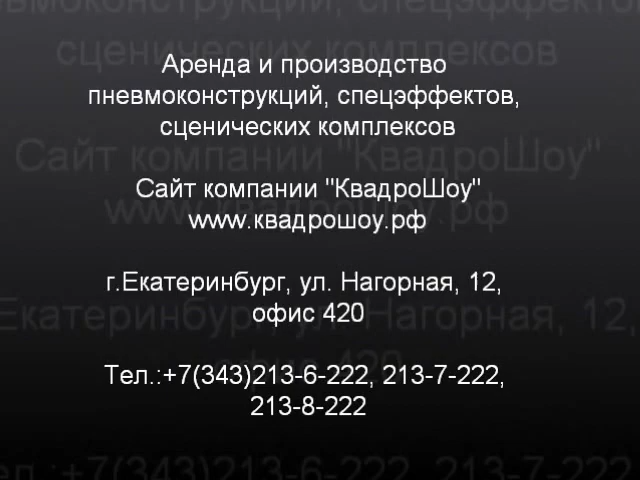 Аренда и производство
пневмоконструкций, спецэффектов,
сценических комплексов
Сайт компании "КвадроШоу"
www.квадрошоу.рф
г.Екатеринбург, ул. Нагорная, 12,
офис 420
Тел.:+7(343)213-6-222, 213-7-222,
213-8-222